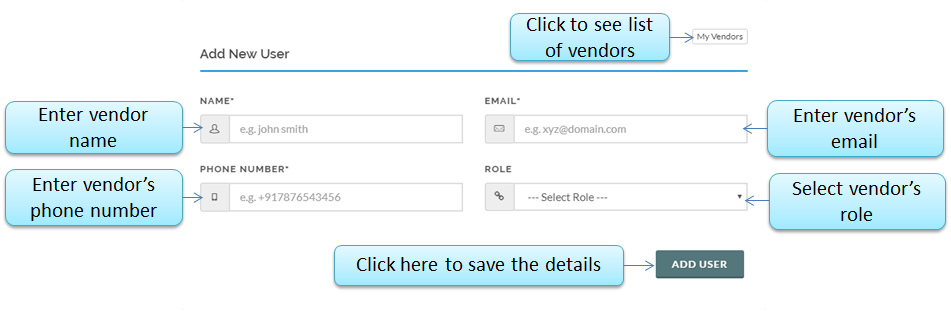 Click to see list
of vendors
My Vendors
Add New User
NAME*
EMAIL*
Enter vendor
name
e.g. john smith
e.g. xyz@domain.com
Enter vendor’s
email
PHONE NUMBER*
ROLE
Enter vendor’s
phone number
e.g. +917876543456
--- Select Role ---
Select vendor’s
role
Click here to save the details
ADD USER